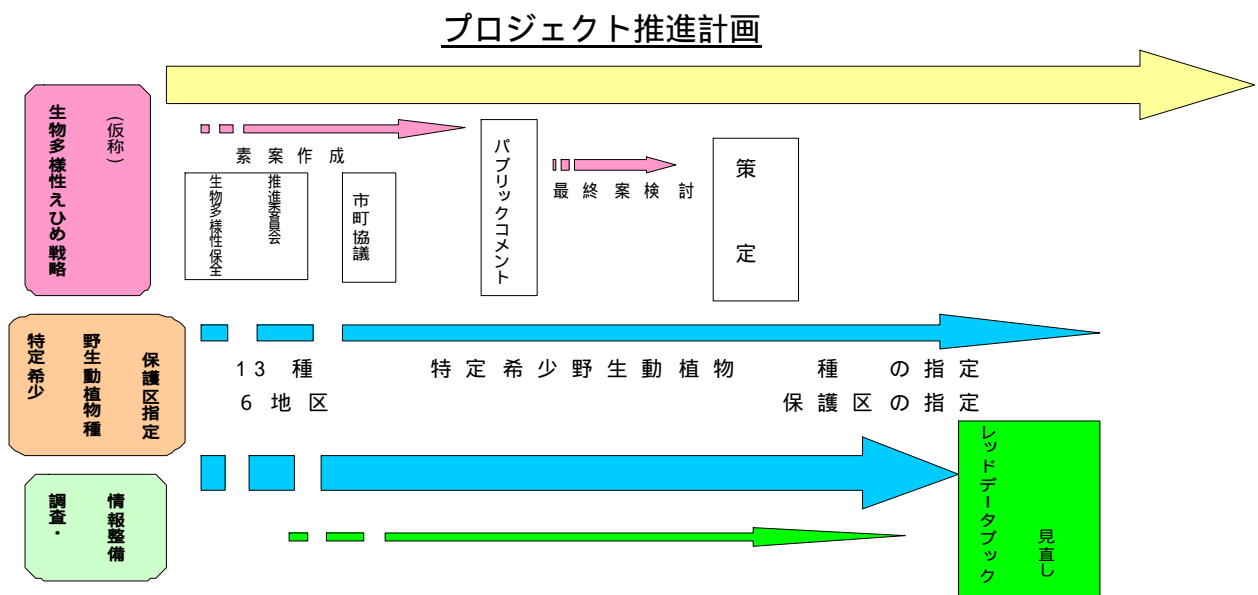 プロジェクト推進計画
(仮称)
生物多様性えひめ戦略
素案作成
推進委員会
生物多様性保全
市町協議
パブリックコメント
最終案検討
策定
保護区指定
野生動植物種
特定希少
13種
6地区
特定希少野生動植物 種 の指定
保護区の指定
情報整備
調査・
見直し
レッドデータブック